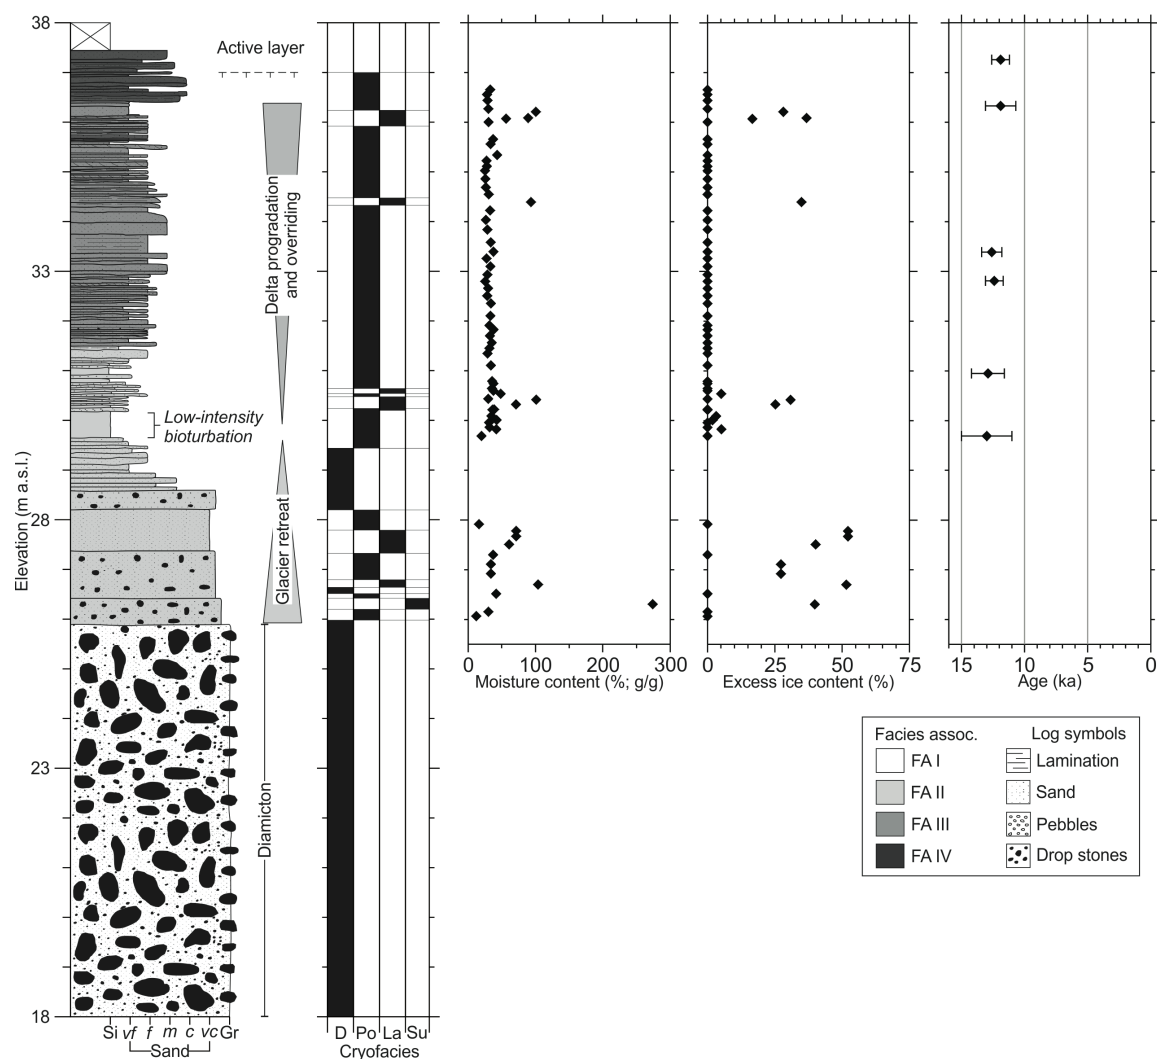 38
33
28
23
18
Elevation (m a.s.l.)
Active layer
Delta progradation
and overriding
Low-intensity
bioturbation
Glacier retreat
Diamicton
Si vf f m c vc Gr
Sand
D Po La Su
Cryofacies
0 100 200 300
Moisture content (%; g/g)
0 25 50 75
Excess ice content (%)
15 10 5 0
Age (ka)
Facies assoc.
FA I
FA II
FA III
FA IV
Log symbols
Lamination
Sand
Pebbles
Drop stones